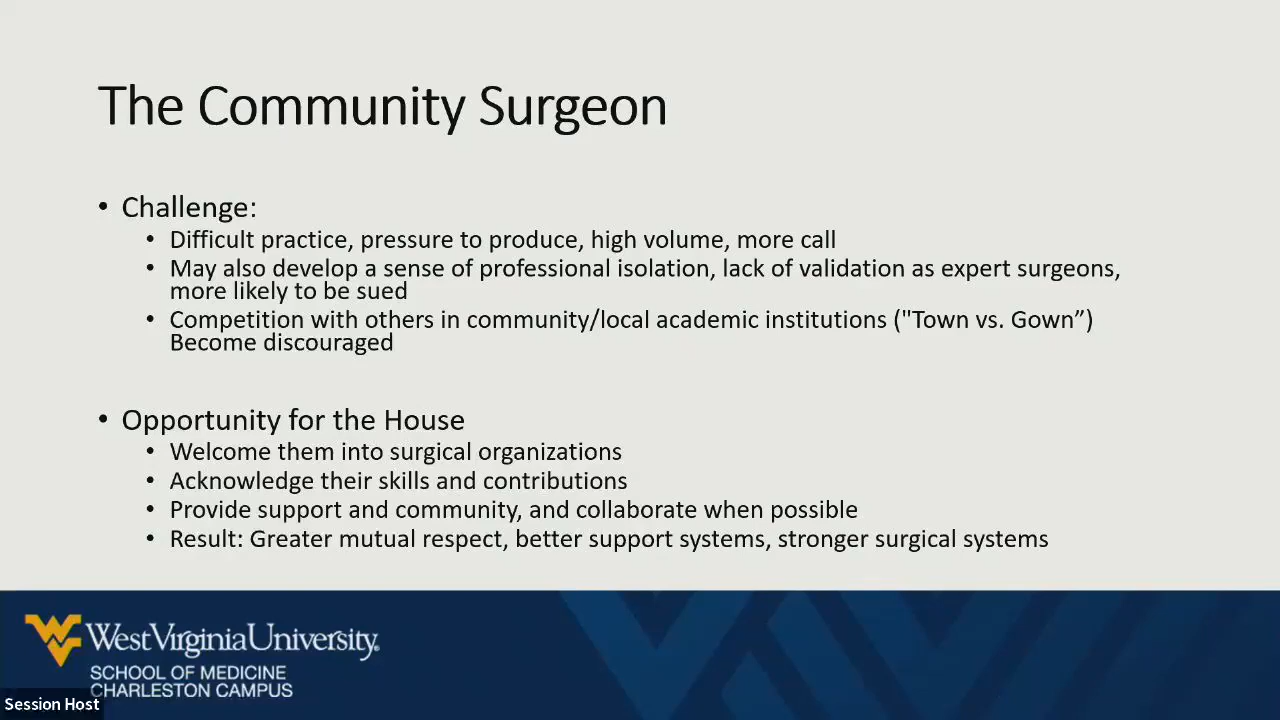 The Community Surgeon
• Challenge:
• Difficult practice, pressure to produce, high volume, more call
• May also develop a sense of professional isolation, lack of validation as expert surgeons,
more likely to be sued
• Competition with others in community/local academic institutions ("Town vs. Gown”)
Become discouraged
• Opportunity for the House
• Welcome them into surgical organizations
• Acknowledge their skills and contributions
• Provide support and community, and collaborate when possible
• Result: Greater mutual respect, better support systems, stronger surgical systems
WestVirginiaUniversity®
SCHOOL OF MEDICINE
CHARLESTON CAMPUS
Session Host